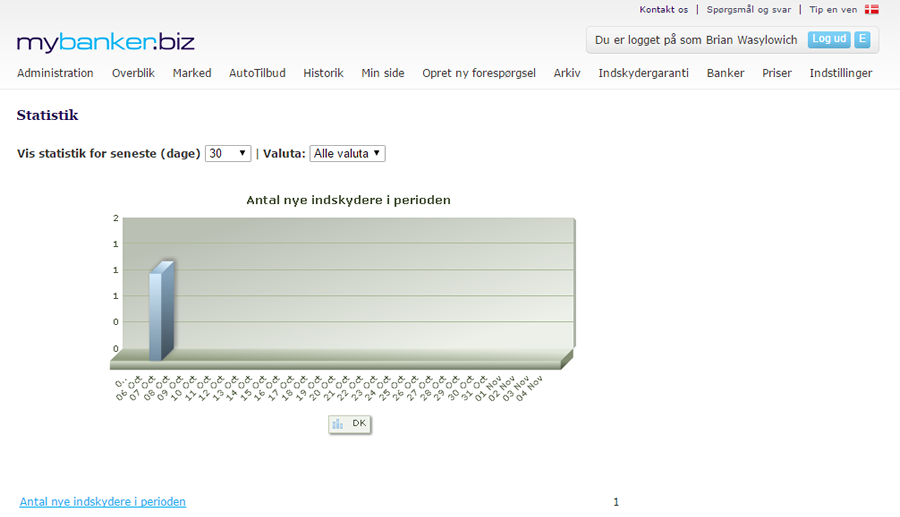 Kontakt os | Spørgsmål og svar | Tip en ven
mybanker.biz
Du er logget på som Brian Wasylowich Log ud E
Administration Overblik Marked AutoTilbud Historik Min side Opret ny forespørgsel Arkiv Indskydergaranti Banker Priser Indstillinger
Statistik
Vis statistik for seneste (dage) 30 | Valuta: Alle valuta
Antal nye indskydere i perioden
2
1
1
1
0
0
0.. 06 Oct 07 Oct 08 Oct 09 Oct 10 Oct 11 Oct 12 Oct 13 Oct 14 Oct 15 Oct 16 Oct 17 Oct 18 Oct 19 Oct 20 Oct 21 Oct 22 Oct 23 Oct 24 Oct 25 Oct 26 Oct 27 Oct 28 Oct 29 Oct 30 Oct 31 Oct 01 Nov 02 Nov 03 Nov 04 Nov
DK
Antal nye indskydere i perioden 1